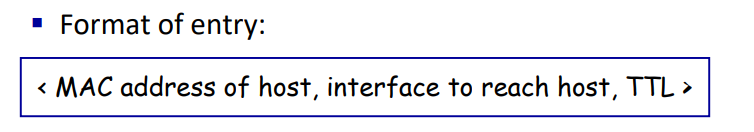 ▪ Format of entry:
< MAC address of host, interface to reach host, TTL >